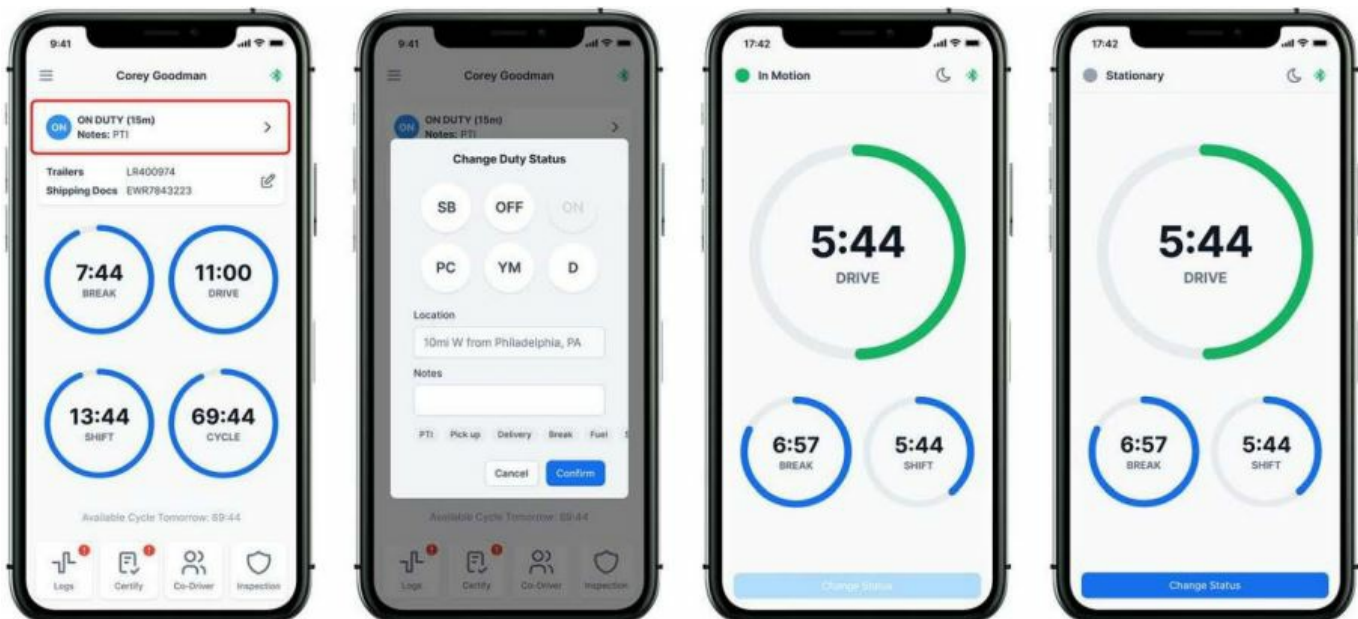 9:41
Corey Goodman
ON
ON DUTY (15m)
Notes: PTI
Trailers LR400974
Shipping Docs EWR7843223
7:44
BREAK
11:00
DRIVE
13:44
SHIFT
69:44
CYCLE
Available Cycle Tomorrow: 69:44
Logs
Certify
Co-Driver
Inspection
9:41
Corey Goodman
ON
ON DUTY (15m)
Notes: PTI
Change Duty Status
SB
OFF
ON
PC
YM
D
Location
10mi W from Philadelphia, PA
Notes
PTI Pick up Delivery Break Fuel
Cancel
Confirm
Available Cycle Tomorrow: 69:44
Logs
Certify
Co-Driver
Inspection
17:42
In Motion
5:44
DRIVE
6:57
BREAK
5:44
SHIFT
Change Status
17:42
Stationary
5:44
DRIVE
6:57
BREAK
5:44
SHIFT
Change Status